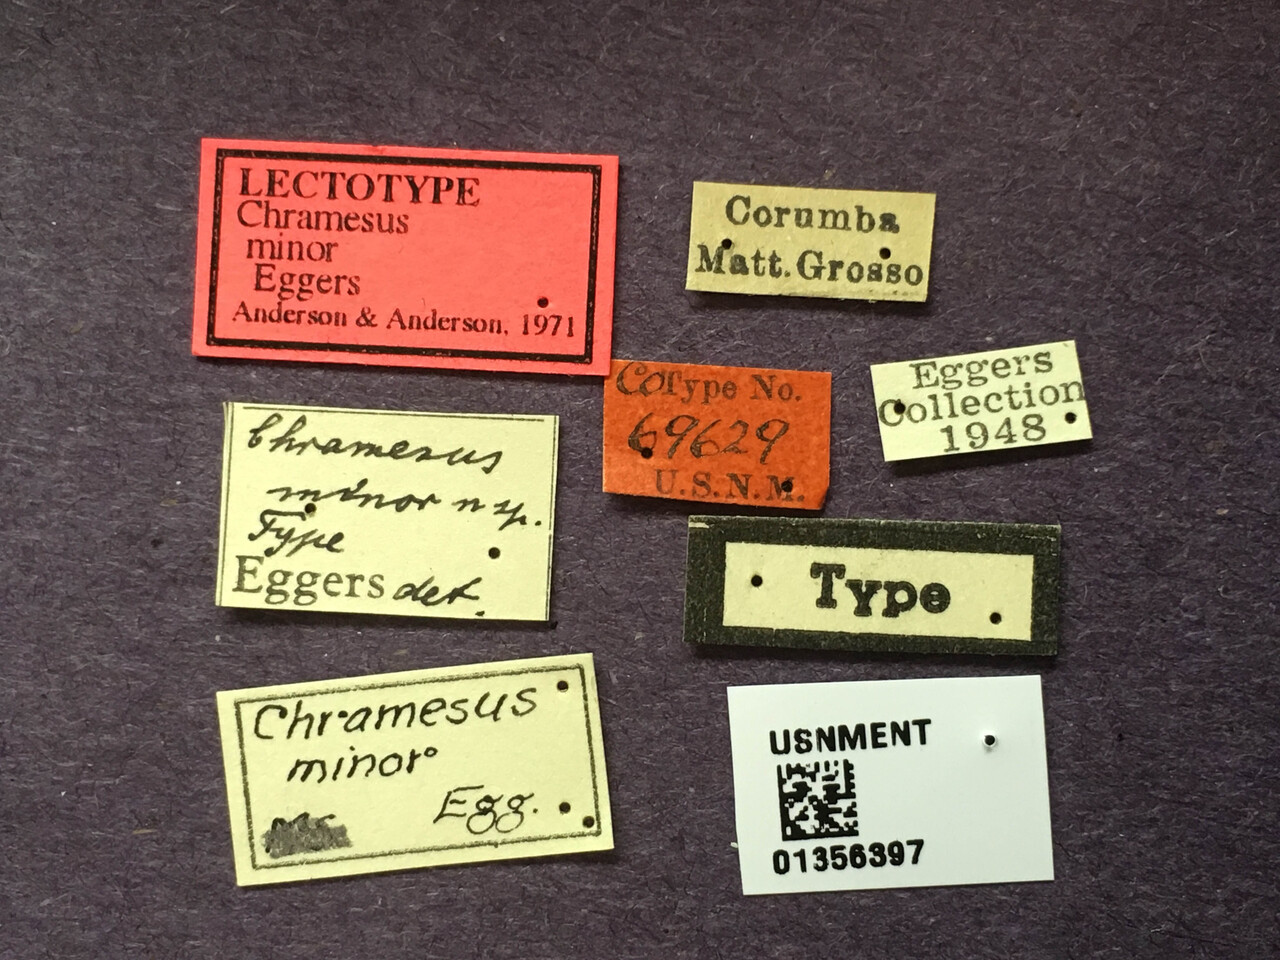 LECTOTYPE
Chramesus
minor
Eggers
Anderson & Anderson, 1971
Corumba
Matt. Grosso
CoType No.
69629
U.S.N.M.
Eggers
Collection
1948
Chramesus
minor n sp.
Type
Eggers det.
Type
Chramesus
minor
Egg.
USNMENT
01356397